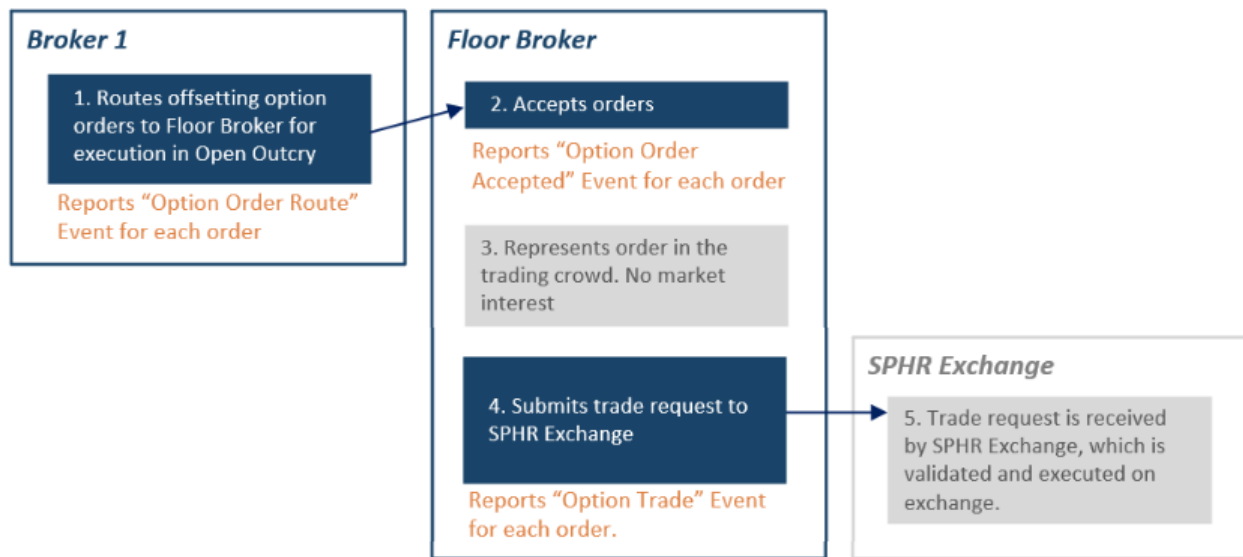 Broker 1
1. Routes offsetting option
orders to Floor Broker for
execution in Open Outcry
Reports “Option Order Route”
Event for each order
Floor Broker
2. Accepts orders
Reports “Option Order
Accepted” Event for each order
3. Represents order in the
trading crowd. No market
interest
4. Submits trade request to
SPHR Exchange
Reports “Option Trade” Event
for each order.
SPHR Exchange
5. Trade request is received
by SPHR Exchange, which is
validated and executed on
exchange.